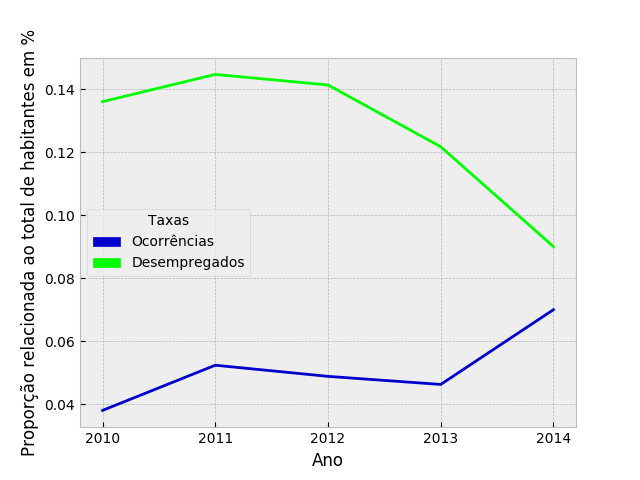 Proporção relacionada ao total de habitantes em %
0.14
0.12
0.10
0.08
0.06
0.04
Taxas
Ocorrências
Desempregados
2010 2011 2012 2013 2014
Ano